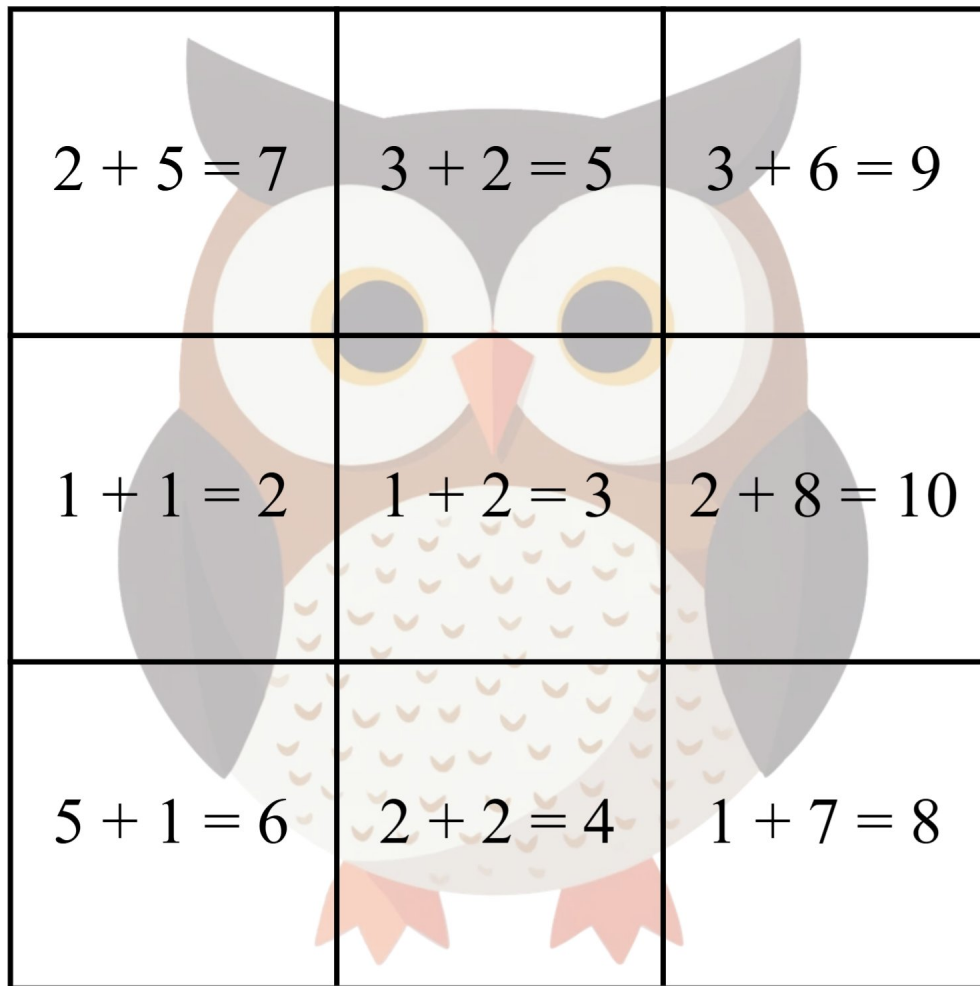 2 + 5 = 7
3 + 2 = 5
3 + 6 = 9
1 + 1 = 2
1 + 2 = 3
2 + 8 = 10
5 + 1 = 6
2 + 2 = 4
1 + 7 = 8